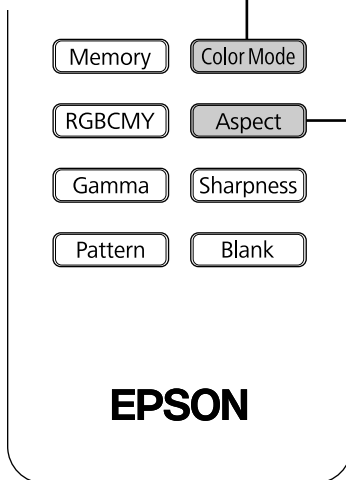 Memory Color Mode
RGBCMY Aspect
Gamma Sharpness
Pattern Blank
EPSON